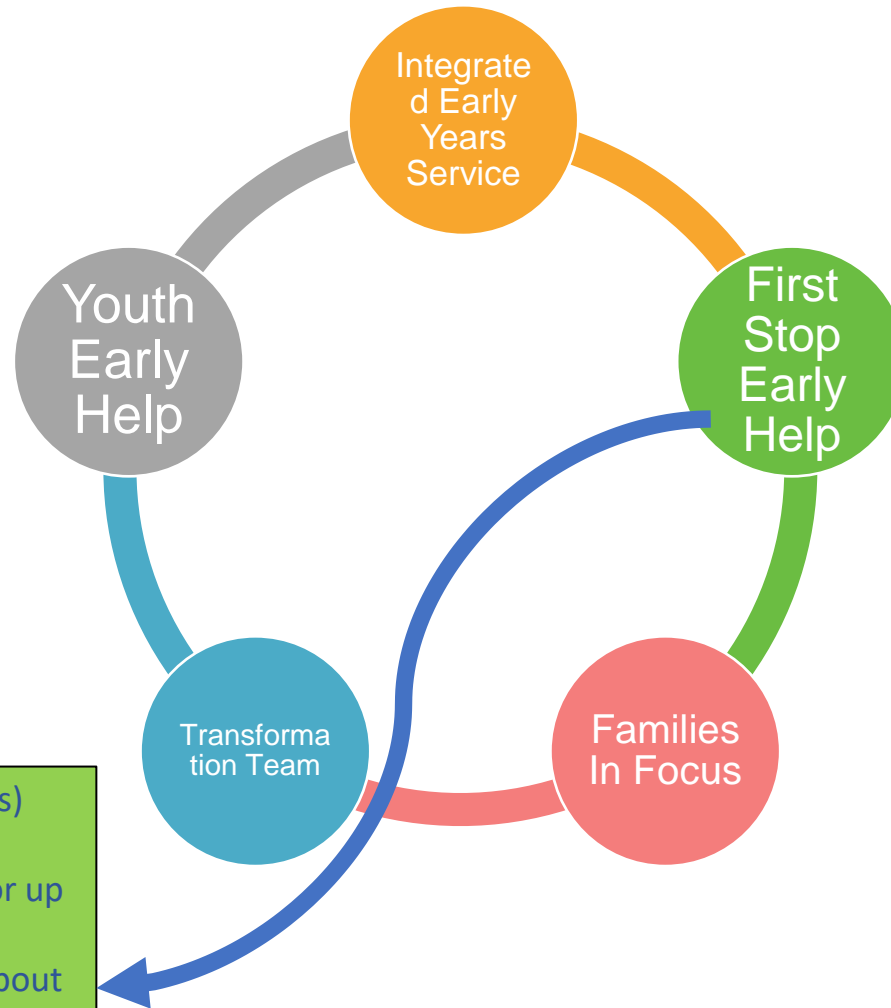 Integrate
d Early
Years
Service
First
Stop
Early
Help
Youth
Early
Help
Transforma
tion Team
Families
In Focus
s)
or up